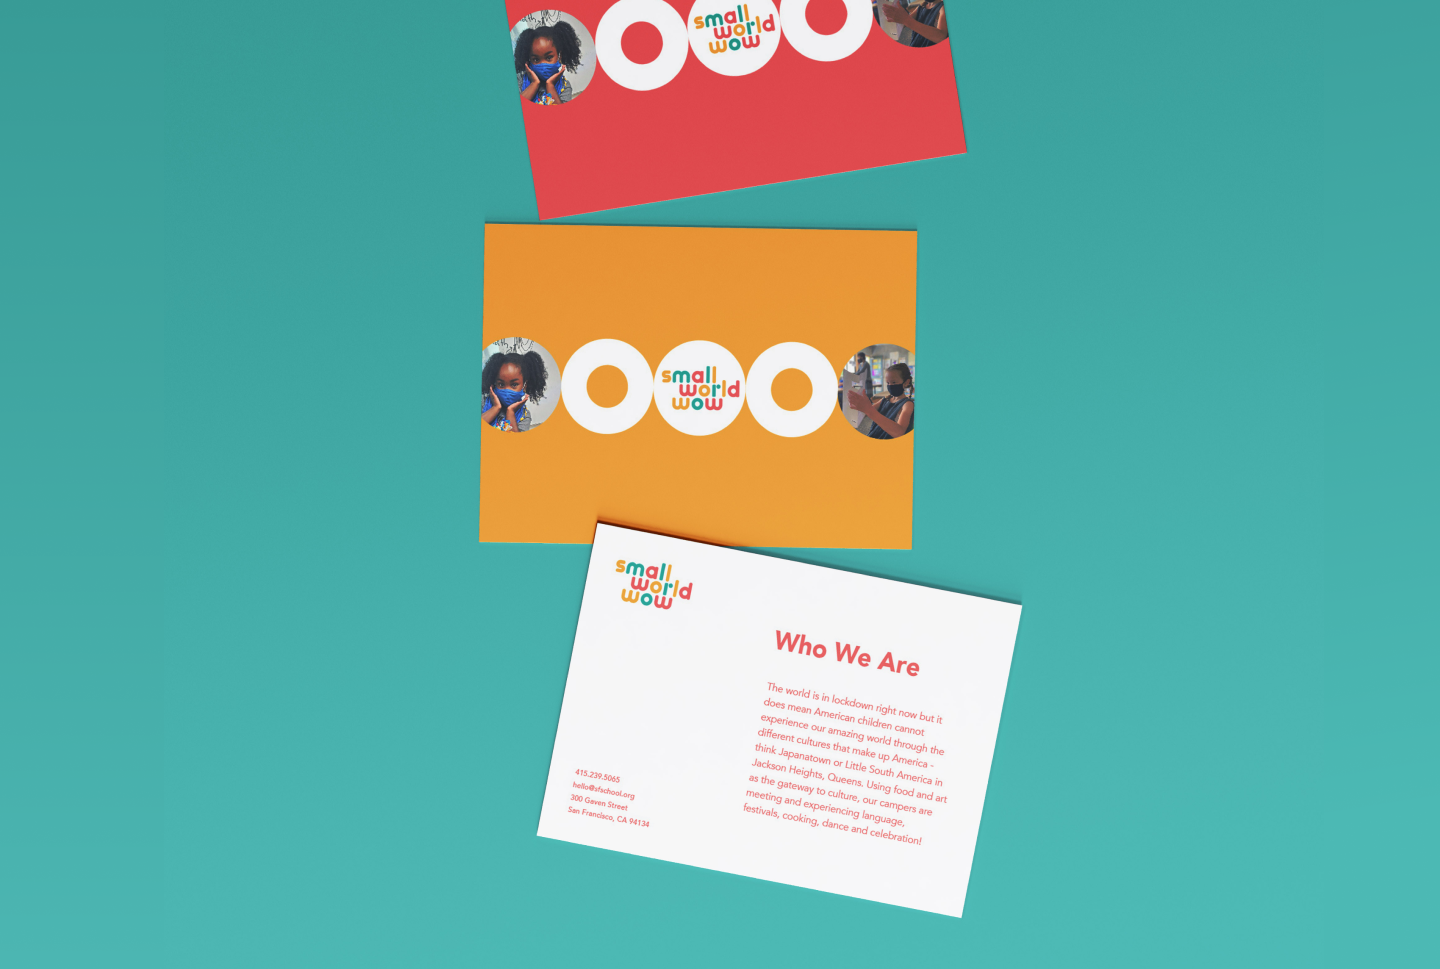 small
world
wow
small
world
wow
small
world
wow
Who We Are
The world is in lockdown right now but it
does mean American children cannot
experience our amazing world through the
different cultures that make up America -
think Japanatown or Little South America in
Jackson Heights, Queens. Using food and art
as the gateway to culture, our campers are
meeting and experiencing language,
festivals, cooking, dance and celebration!
415.239.5065
hello@sfschool.org
300 Gaven Street
San Francisco, CA 94134